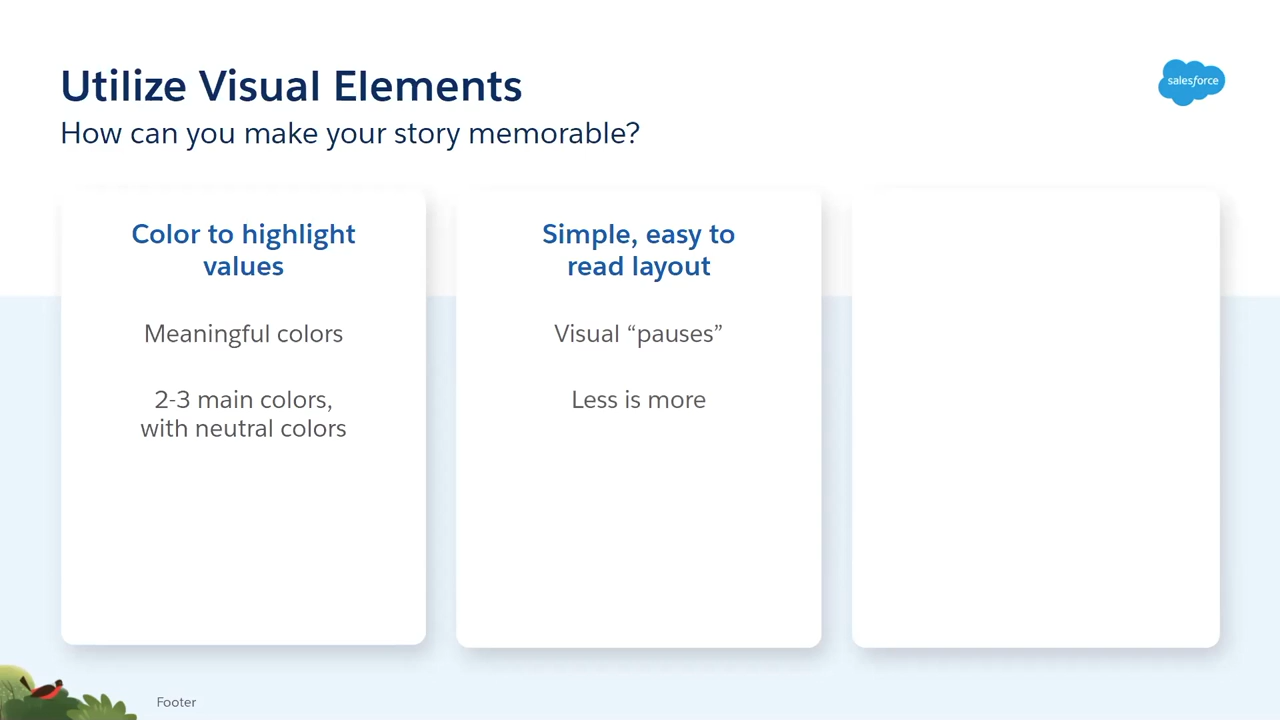 Utilize Visual Elements
How can you make your story memorable?
salesforce
Color to highlight
values
Meaningful colors
2-3 main colors,
with neutral colors
Simple, easy to
read layout
Visual “pauses”
Less is more
Footer